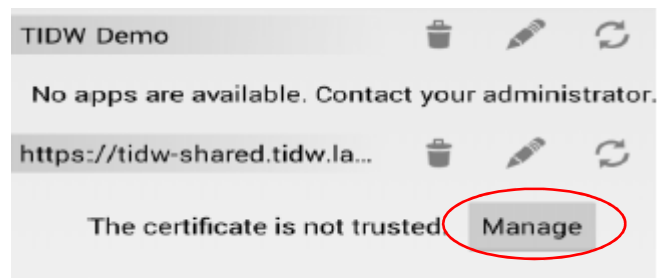 TIDW Demo
No apps are available. Contact your administrator.
https://tidw-shared.tidw.la...
The certificate is not trusted. Manage